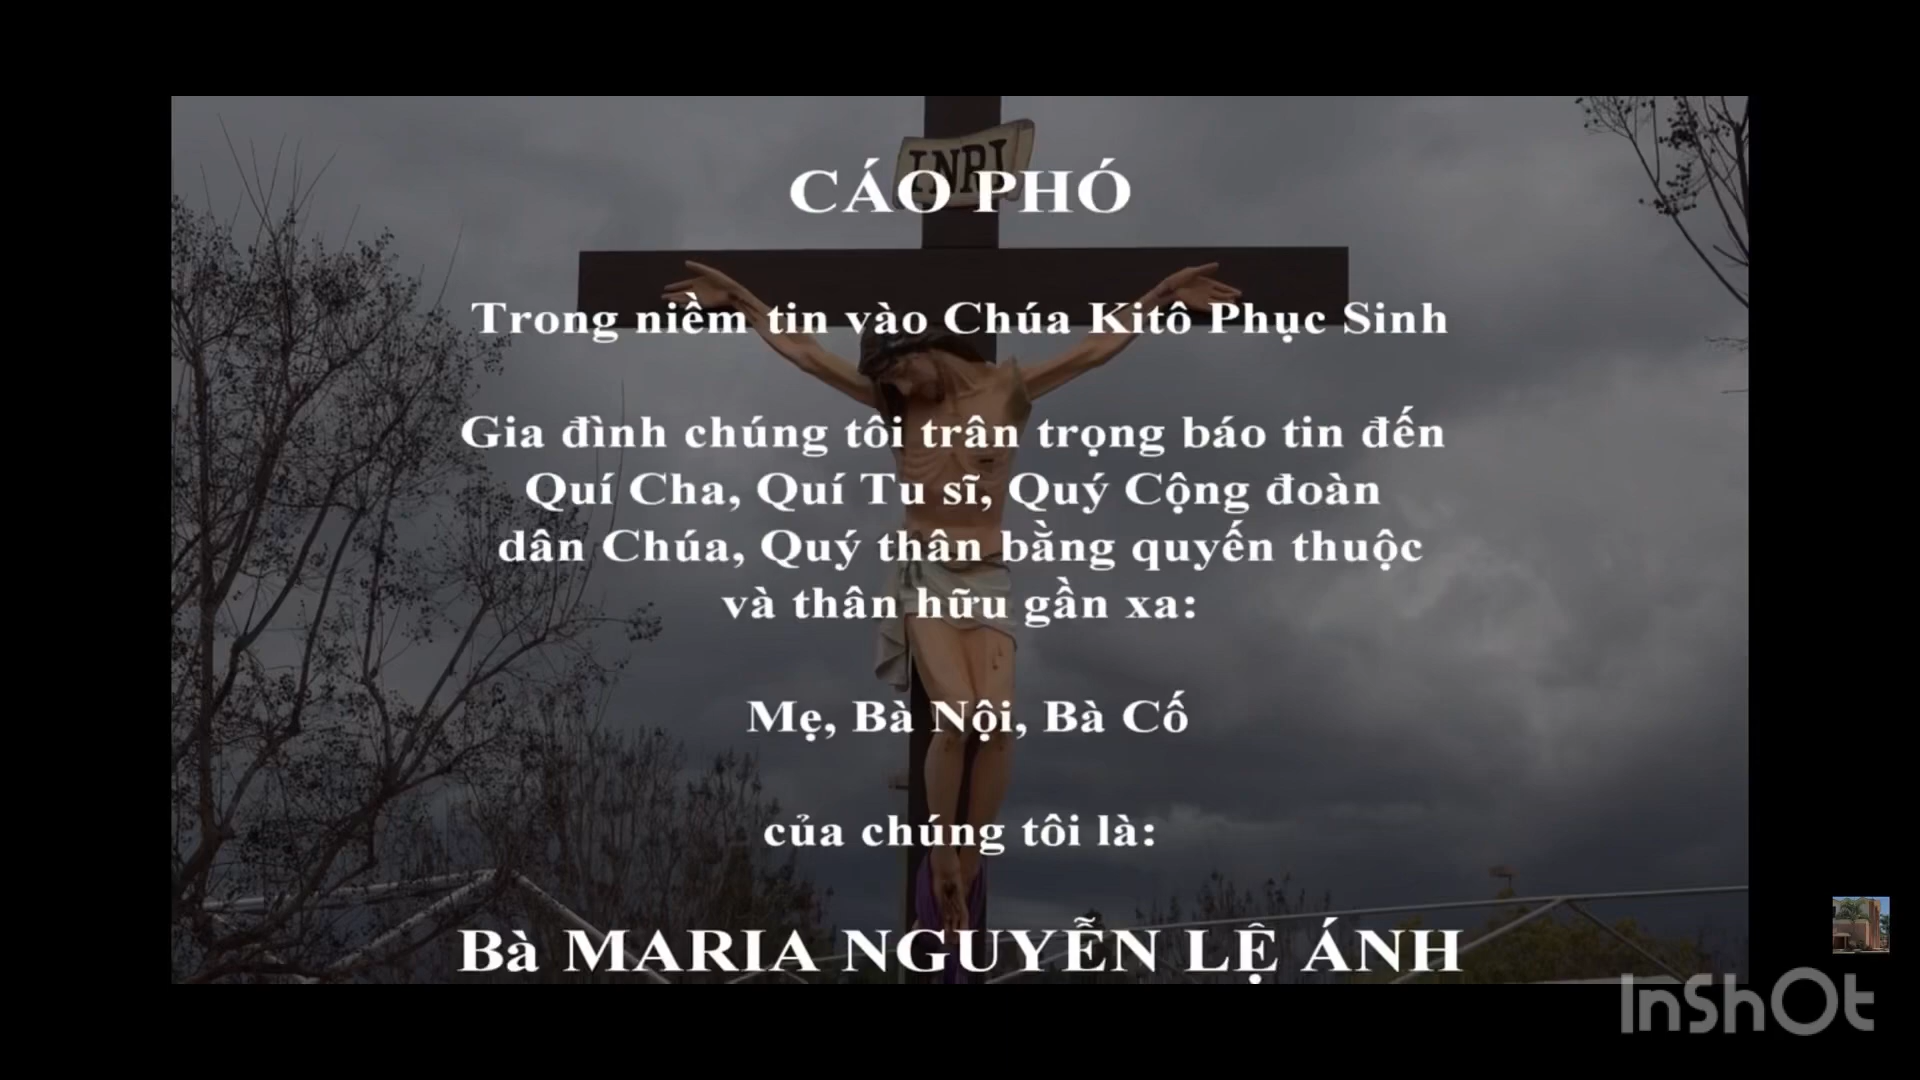 INRI
CÁO PHÓ
Trong niềm tin vào Chúa Kitô Phục Sinh
Gia đình chúng tôi trân trọng báo tin đến
Quí Cha, Quí Tu sĩ, Quý Cộng đoàn
dân Chúa, Quý thân bằng quyến thuộc
và thân hữu gần xa:
Mẹ, Bà Nội, Bà Cố
của chúng tôi là:
Bà MARIA NGUYỄN LỆ ÁNH
InShOt